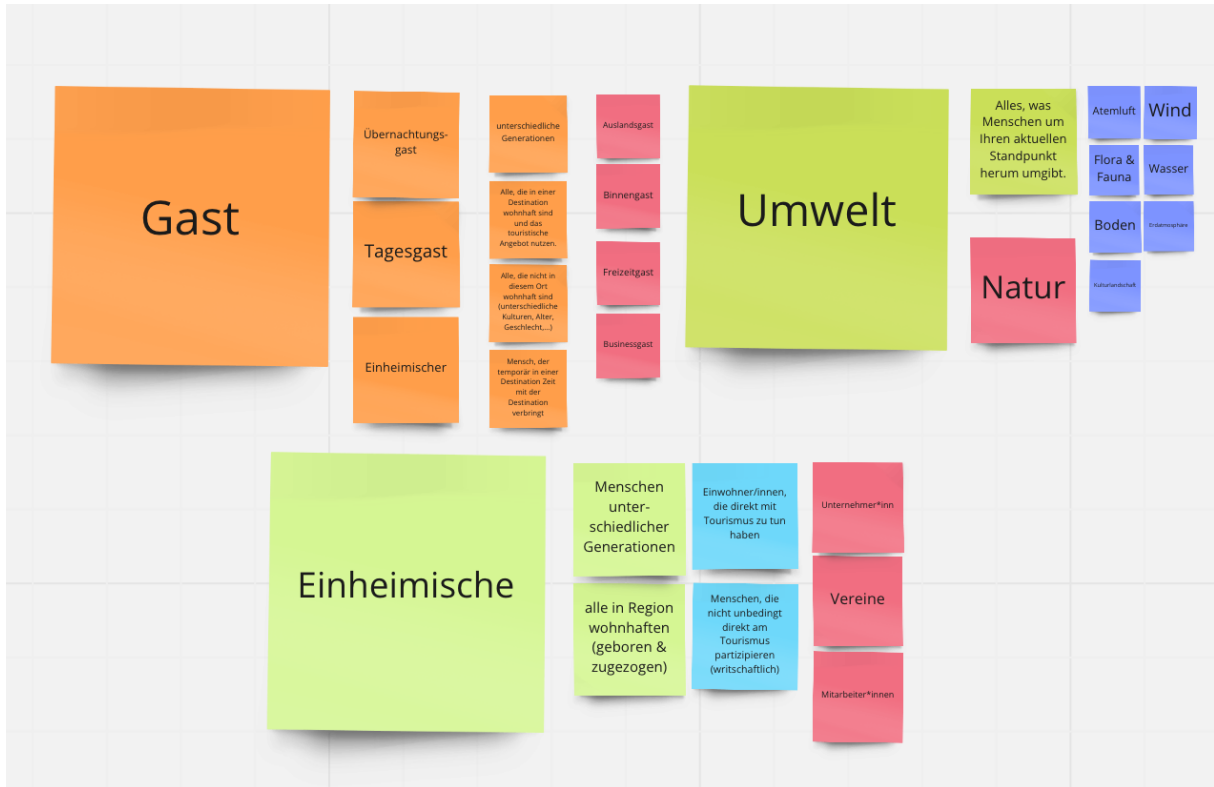 Gast
Übernachtungs-
gast
Tagesgast
Einheimischer
unterschiedliche
Generationen
Alle, die in einer
Destination
wohnhaft sind
und das
touristische
Angebot nutzen.
Alle, die nicht in
diesem Ort
wohnhaft sind
(unterschiedliche
Kulturen, Alter,
Geschlecht,...)
Mensch, der
temporär in einer
Destination Zeit
mit der
Destination
verbringt
Auslandsgast
Binnengast
Freizeitgast
Businessgast
Umwelt
Alles, was
Menschen um
Ihren aktuellen
Standpunkt
herum umgibt.
Natur
Atemluft
Wind
Flora &
Fauna
Wasser
Boden
Erdatmosphäre
Kulturlandschaft
Einheimische
Menschen
unter-
schiedlicher
Generationen
alle in Region
wohnhaften
(geboren &
zugezogen)
Einwohner/innen,
die direkt mit
Tourismus zu tun
haben
Menschen, die
nicht unbedingt
direkt am
Tourismus
partizipieren
(writschaftlich)
Unternehmer*inn
Vereine
Mitarbeiter*innen